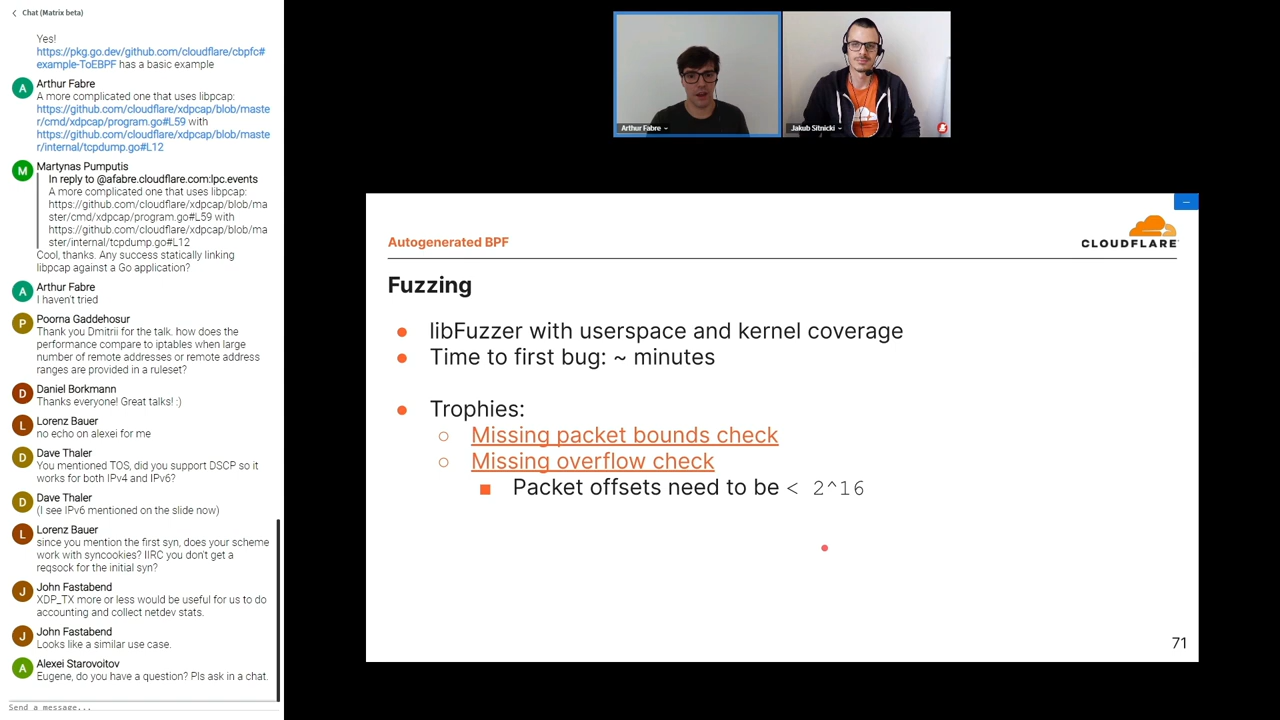 Chat (Matrix beta)
Yes!
https://pkg.go.dev/github.com/cloudflare/cbpfc#
example-ToEBPF has a basic example
A
Arthur Fabre
A more complicated one that uses libpcap:
https://github.com/cloudflare/xdpcap/blob/maste
r/cmd/xdpcap/program.go#L59 with
https://github.com/cloudflare/xdpcap/blob/maste
r/internal/tcpdump.go#L12
M
Martynas Pumputis
In reply to @afabre.cloudflare.com:lpc.events
A more complicated one that uses libpcap:
https://github.com/cloudflare/xdpcap/blob/ma
ster/cmd/xdpcap/program.go#L59 with
https://github.com/cloudflare/xdpcap/blob/ma
ster/internal/tcpdump.go#L12
Cool, thanks. Any success statically linking
libpcap against a Go application?
A
Arthur Fabre
I haven't tried
P
Poorna Gaddehosur
Thank you Dmitrii for the talk. how does the
performance compare to iptables when large
number of remote addresses or remote address
ranges are provided in a ruleset?
D
Daniel Borkmann
Thanks everyone! Great talks! :)
L
Lorenz Bauer
no echo on alexei for me
D
Dave Thaler
You mentioned TOS, did you support DSCP so it
works for both IPv4 and IPv6?
D
Dave Thaler
(I see IPv6 mentioned on the slide now)
L
Lorenz Bauer
since you mention the first syn, does your scheme
work with syncookies? IIRC you don't get a
reqsock for the initial syn?
J
John Fastabend
XDP_TX more or less would be useful for us to do
accounting and collect netdev stats.
J
John Fastabend
Looks like a similar use case.
A
Alexei Starovoitov
Eugene, do you have a question? Pls ask in a chat.
Send a message...
Arthur Fabre
Jakub Sitnicki
Autogenerated BPF
CLOUDFLARE
Fuzzing
● libFuzzer with userspace and kernel coverage
● Time to first bug: ~ minutes
● Trophies:
○ Missing packet bounds check
○ Missing overflow check
■ Packet offsets need to be < 2^16
71